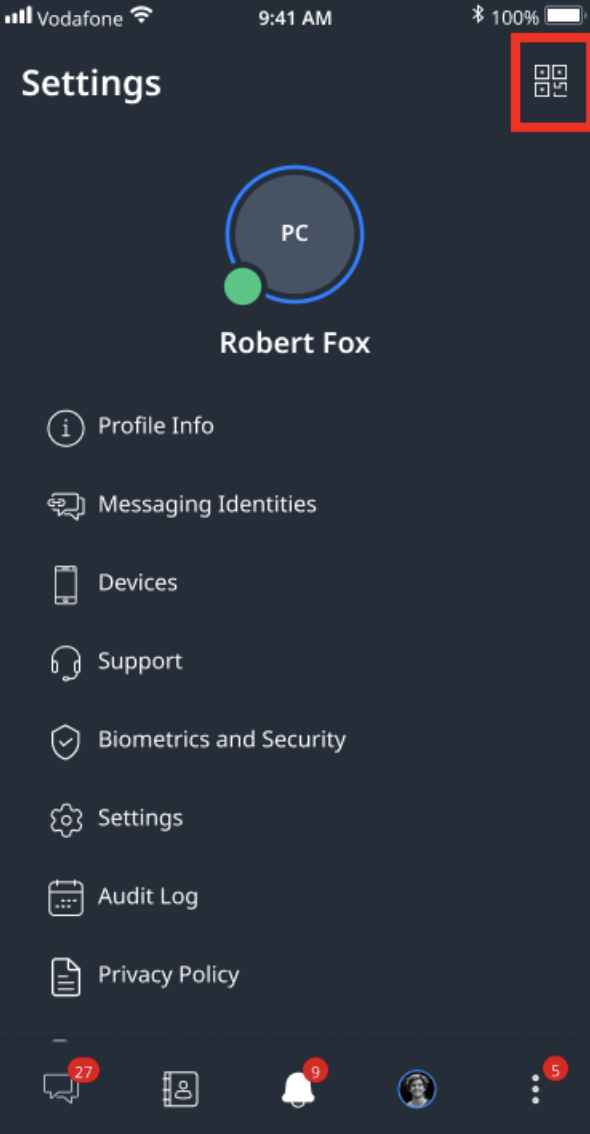 Vodafone 9:41 AM 100%
Settings
PC
Robert Fox
Profile Info
Messaging Identities
Devices
Support
Biometrics and Security
Settings
Audit Log
Privacy Policy
27 9 5